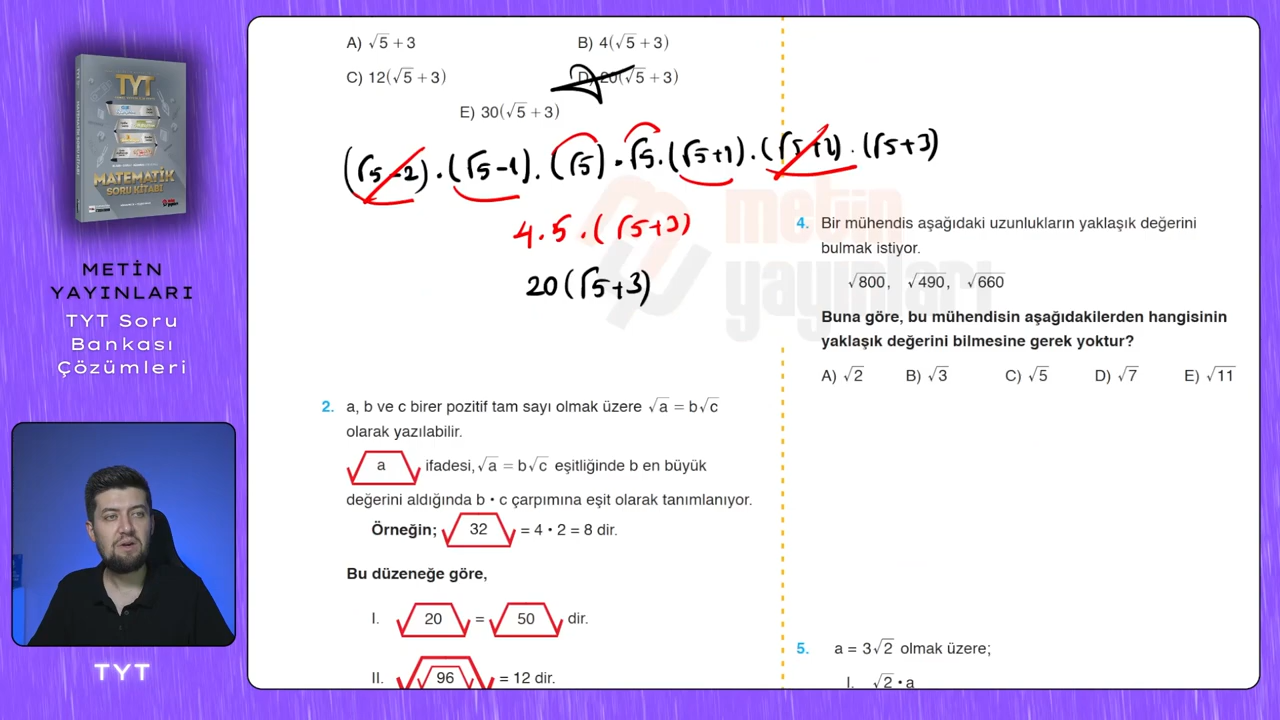 TYT
MATEMATİK
SORU KİTABI
METİN
YAYINLARI
TYT Soru
Bankası
Çözümleri
TYT
A) √5 + 3
B) 4(√5 + 3)
C) 12(√5 + 3)
D) 20(√5 + 3)
E) 30(√5 + 3)
(√5-2) · (√5-1) · (√5) · √5 · (√5+1) · (√5+2) · (√5+3)
4.5.(√5+3)
20(√5+3)
metin
yayınları
2. a, b ve c birer pozitif tam sayı olmak üzere √a = b√c
olarak yazılabilir.
a ifadesi, √a = b√c eşitliğinde b en büyük
değerini aldığında b • c çarpımına eşit olarak tanımlanıyor.
Örneğin; 32 = 4 • 2 = 8 dir.
Bu düzeneğe göre,
I. 20 = 50 dir.
II. 96 = 12 dir.
4. Bir mühendis aşağıdaki uzunlukların yaklaşık değerini
bulmak istiyor.
√800, √490, √660
Buna göre, bu mühendisin aşağıdakilerden hangisinin
yaklaşık değerini bilmesine gerek yoktur?
A) √2 B) √3 C) √5 D) √7 E) √11
5. a = 3√2 olmak üzere;
I. √2 • a